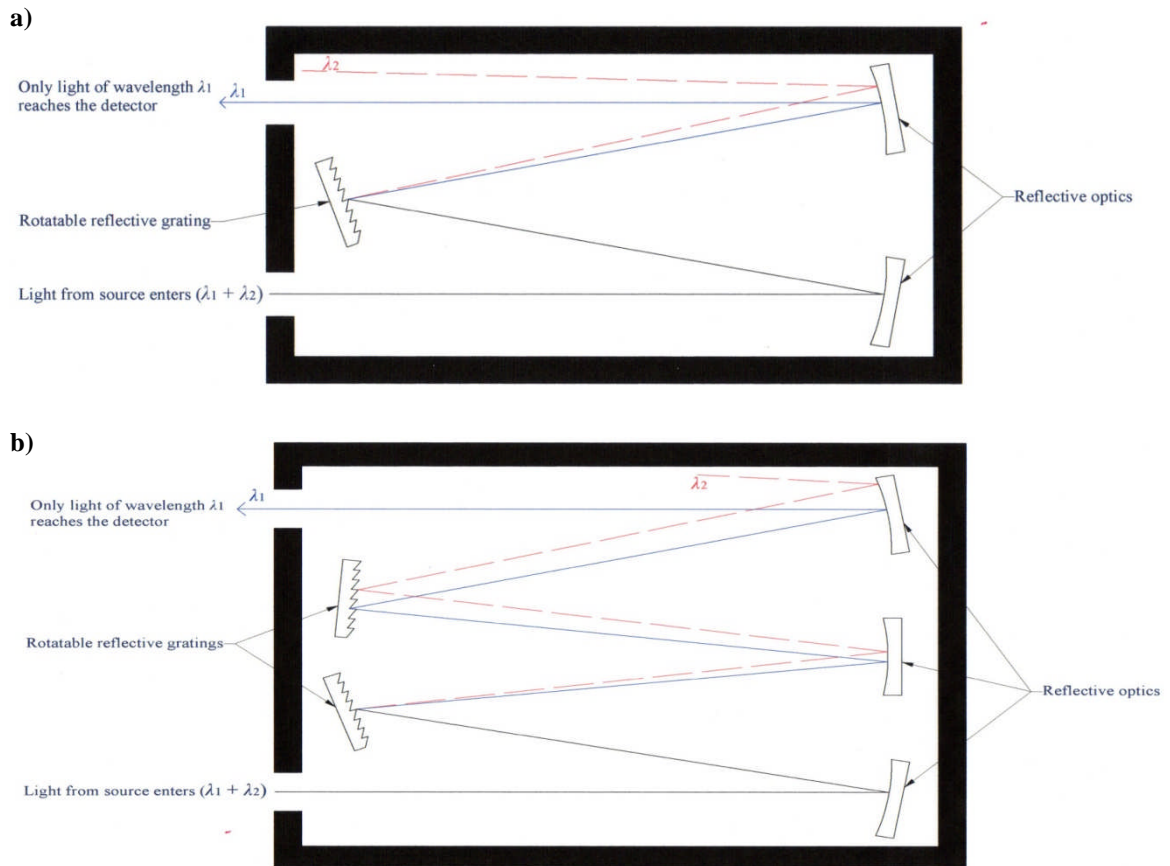 a)
λ2
Only light of wavelength λ1
reaches the detector
λ1
Rotatable reflective grating
Reflective optics
Light from source enters (λ1 + λ2)
b)
Only light of wavelength λ1
reaches the detector
λ1
λ2
Rotatable reflective gratings
Reflective optics
Light from source enters (λ1 + λ2)